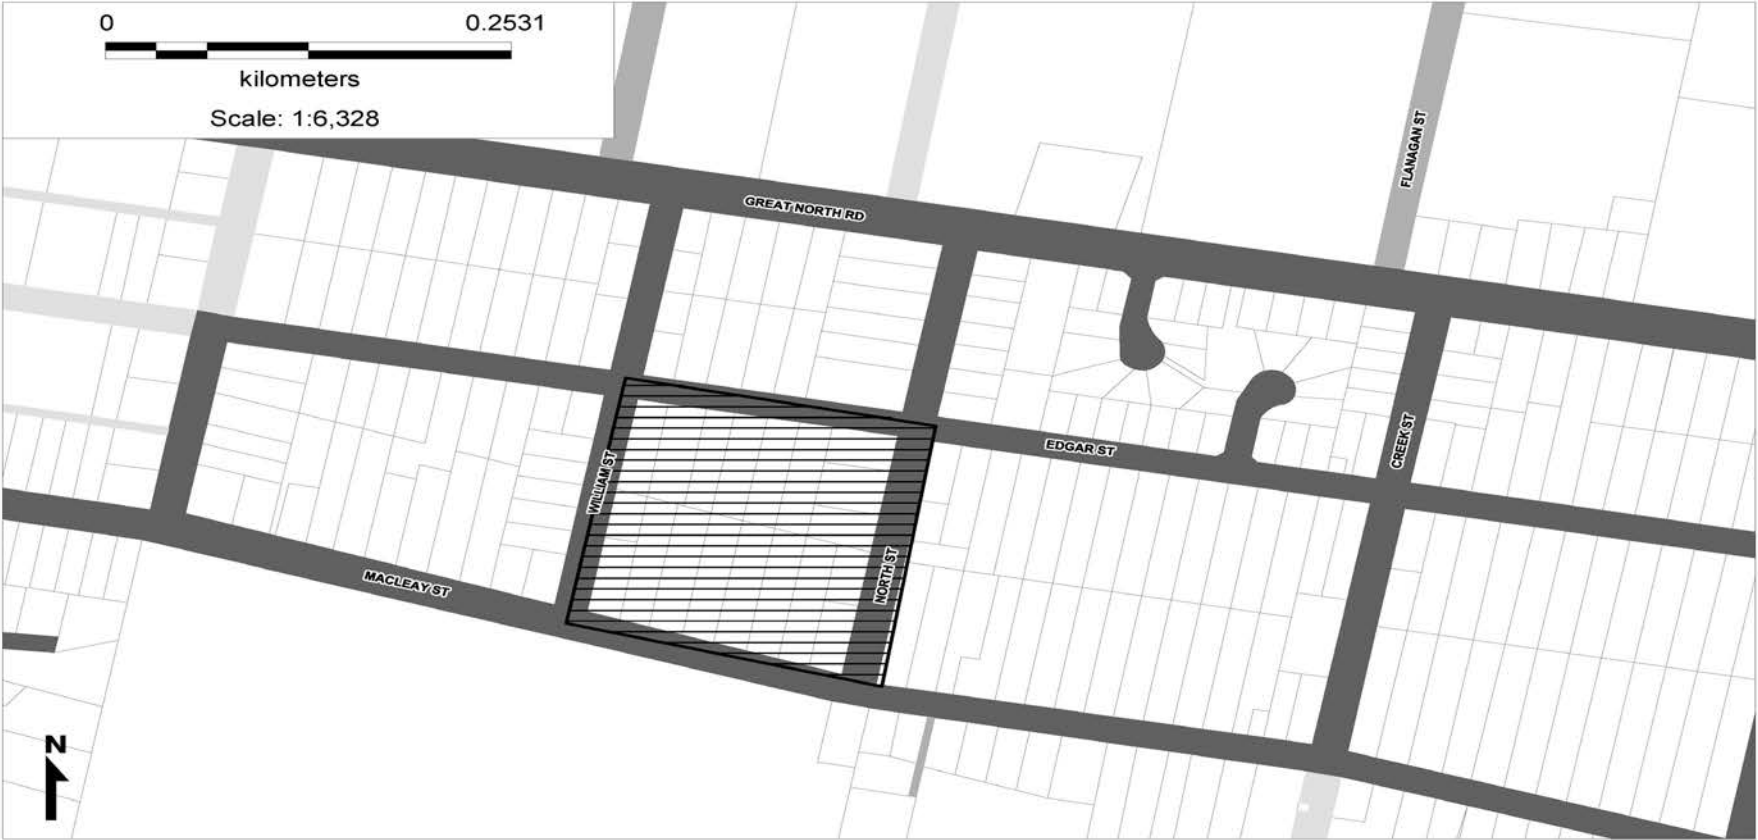 0 0.2531
kilometers
Scale: 1:6,328
FLANAGAN ST
GREAT NORTH RD
EDGAR ST
CREEK ST
WILLIAM ST
NORTH ST
MACLEAY ST
N